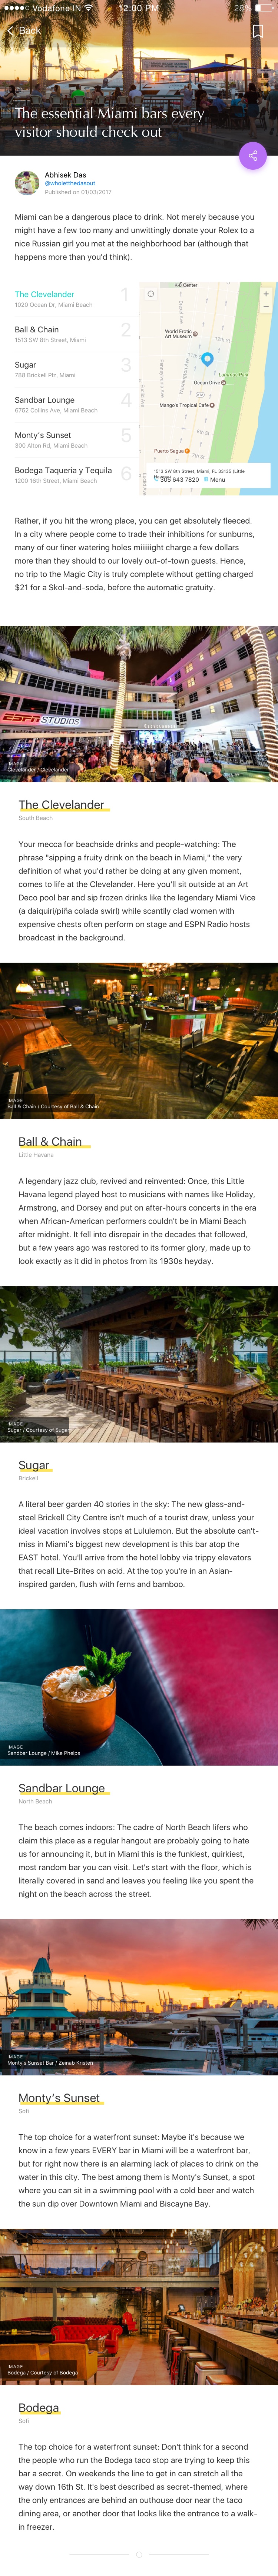 Vodafone IN
12:00 PM
28%
Back
The essential Miami bars every
visitor should check out
Abhisek Das
@wholetthedasout
Published on 01/03/2017
Miami can be a dangerous place to drink. Not merely because you
might have a few too many and unwittingly donate your Rolex to a
nice Russian girl you met at the neighborhood bar (although that
happens more than you'd think).
The Clevelander
1
1020 Ocean Dr, Miami Beach
Ball & Chain
2
1513 SW 8th Street, Miami
Sugar
3
788 Brickell Plz, Miami
Sandbar Lounge
4
6752 Collins Ave, Miami Beach
Monty's Sunset
5
300 Alton Rd, Miami Beach
Bodega Taqueria y Tequila
6
1200 16th Street, Miami Beach
World Erotic
Art Museum
Lummus Park
Ocean Drive
Mango's Tropical Cafe
Puerto Sagua
1513 SW 8th Street, Miami, FL 33135 (Little
305 643 7820
Menu
Rather, if you hit the wrong place, you can get absolutely fleeced.
In a city where people come to trade their inhibitions for sunburns,
many of our finer watering holes miiiiiight charge a few dollars
more than they should to our lovely out-of-town guests. Hence,
no trip to the Magic City is truly complete without getting charged
$21 for a Skol-and-soda, before the automatic gratuity.
ESPN STUDIOS
IMAGE
Clevelander / Clevelander
The Clevelander
South Beach
Your mecca for beachside drinks and people-watching: The
phrase "sipping a fruity drink on the beach in Miami," the very
definition of what you'd rather be doing at any given moment,
comes to life at the Clevelander. Here you'll sit outside at an Art
Deco pool bar and sip frozen drinks like the legendary Miami Vice
(a daiquiri/piña colada swirl) while scantily clad women with
expensive chests often perform on stage and ESPN Radio hosts
broadcast in the background.
IMAGE
Ball & Chain / Courtesy of Ball & Chain
Ball & Chain
Little Havana
A legendary jazz club, revived and reinvented: Once, this Little
Havana legend played host to musicians with names like Holiday,
Armstrong, and Dorsey and put on after-hours concerts in the era
when African-American performers couldn't be in Miami Beach
after midnight. It fell into disrepair in the decades that followed,
but a few years ago was restored to its former glory, made up to
look exactly as it did in photos from its 1930s heyday.
IMAGE
Sugar / Courtesy of Sugar
Sugar
Brickell
A literal beer garden 40 stories in the sky: The new glass-and-
steel Brickell City Centre isn't much of a tourist draw, unless your
ideal vacation involves stops at Lululemon. But the absolute can't-
miss in Miami's biggest new development is this bar atop the
EAST hotel. You'll arrive from the hotel lobby via trippy elevators
that recall Lite-Brites on acid. At the top you're in an Asian-
inspired garden, flush with ferns and bamboo.
IMAGE
Sandbar Lounge / Mike Phelps
Sandbar Lounge
North Beach
The beach comes indoors: The cadre of North Beach lifers who
claim this place as a regular hangout are probably going to hate
us for announcing it, but in Miami this is the funkiest, quirkiest,
most random bar you can visit. Let's start with the floor, which is
literally covered in sand and leaves you feeling like you spent the
night on the beach across the street.
IMAGE
Monty's Sunset Bar / Zeinab Kristen
Monty's Sunset
Sofi
The top choice for a waterfront sunset: Maybe it's because we
know in a few years EVERY bar in Miami will be a waterfront bar,
but for right now there is an alarming lack of places to drink on the
water in this city. The best among them is Monty's Sunset, a spot
where you can sit in a swimming pool with a cold beer and watch
the sun dip over Downtown Miami and Biscayne Bay.
IMAGE
Bodega / Courtesy of Bodega
Bodega
Sofi
The top choice for a waterfront sunset: Don't think for a second
the people who run the Bodega taco stop are trying to keep this
bar a secret. On weekends the line to get in can stretch all the
way down 16th St. It's best described as secret-themed, where
the only entrances are behind an outhouse door near the taco
dining area, or another door that looks like the entrance to a walk-
in freezer.